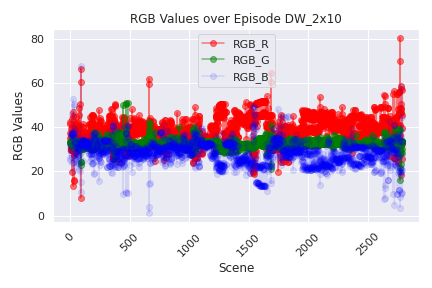 RGB Values over Episode DW_2x10
RGB Values
80
60
40
20
0
RGB_R
RGB_G
RGB_B
0
500
1000
1500
2000
2500
Scene